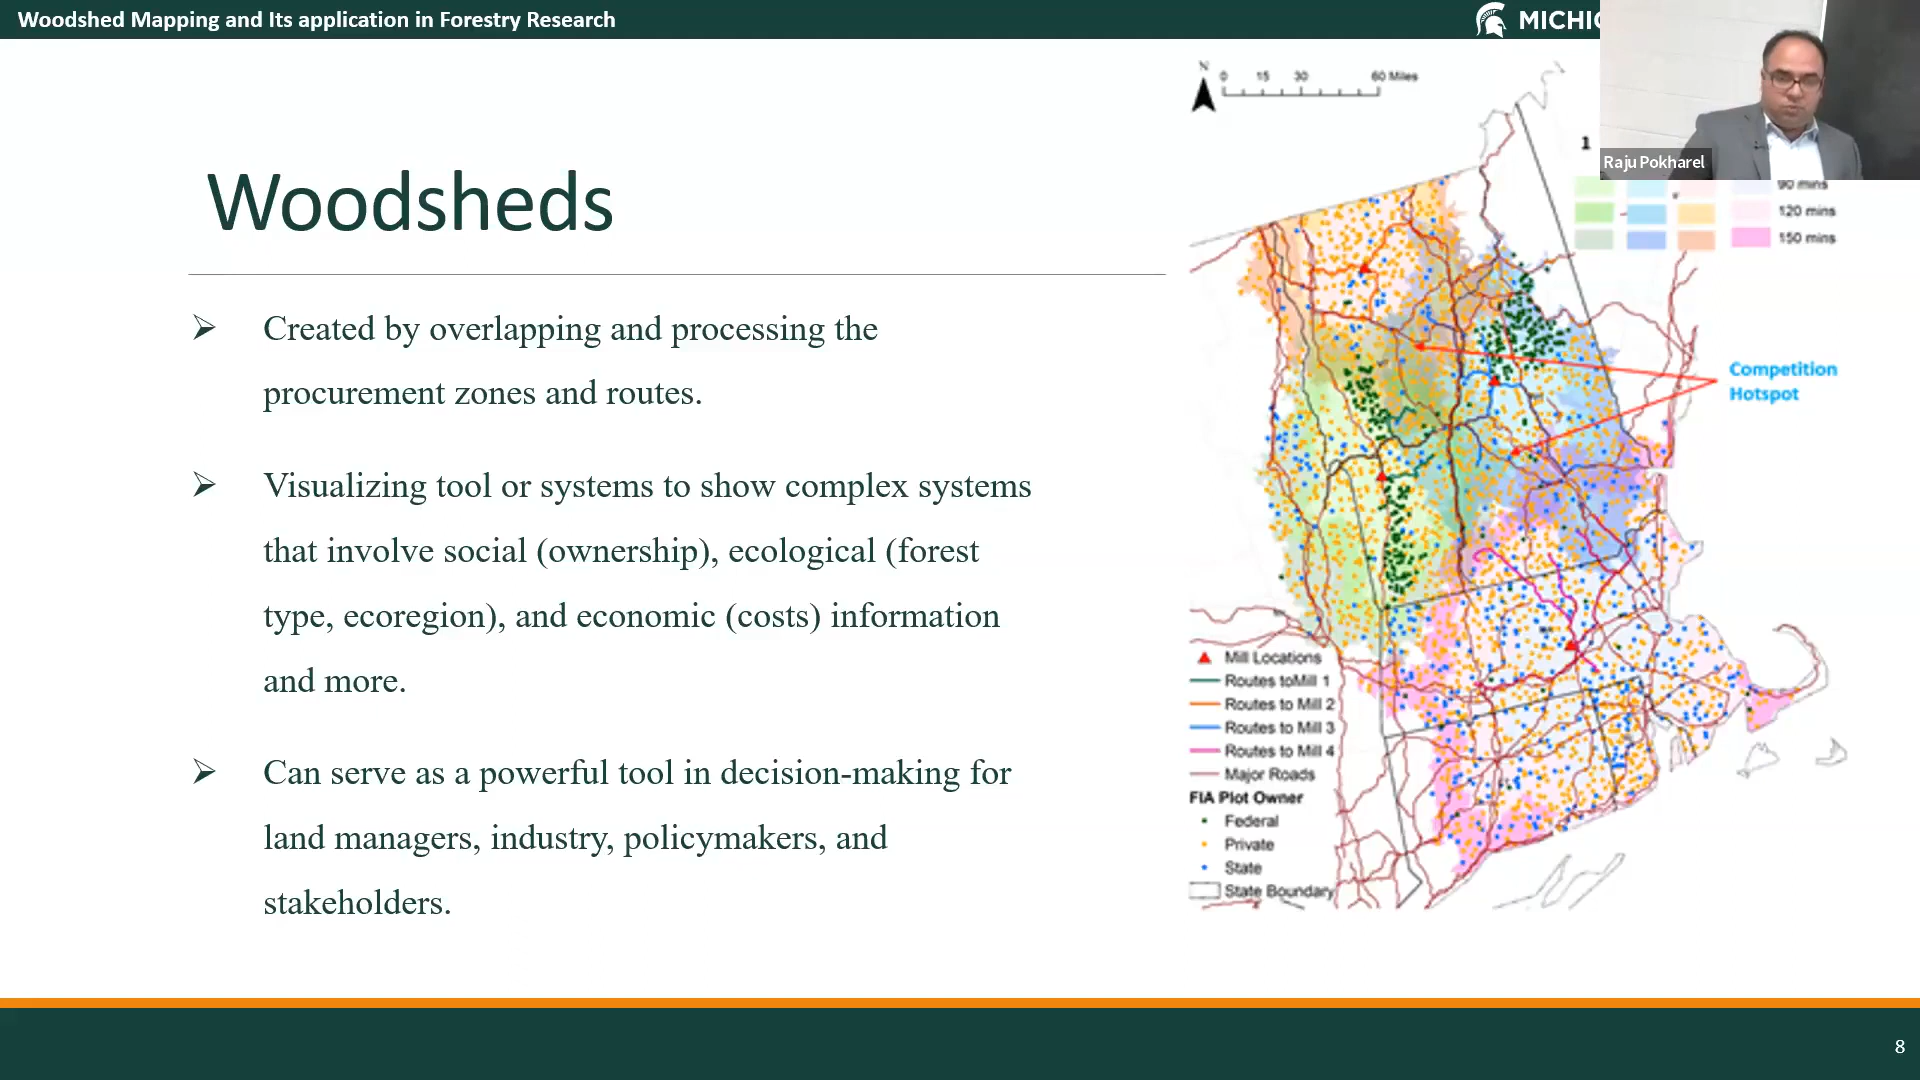 Woodshed Mapping and Its application in Forestry Research
Raju Pokharel
Woodsheds
➢ Created by overlapping and processing the
procurement zones and routes.
➢ Visualizing tool or systems to show complex systems
that involve social (ownership), ecological (forest
type, ecoregion), and economic (costs) information
and more.
➢ Can serve as a powerful tool in decision-making for
land managers, industry, policymakers, and
stakeholders.
N
0 15 30 60 Miles
1
90 mins
120 mins
150 mins
Competition
Hotspot
Mill Locations
Routes toMill 1
Routes to Mill 2
Routes to Mill 3
Routes to Mill 4
Major Roads
FIA Plot Owner
Federal
Private
State
State Boundary
8